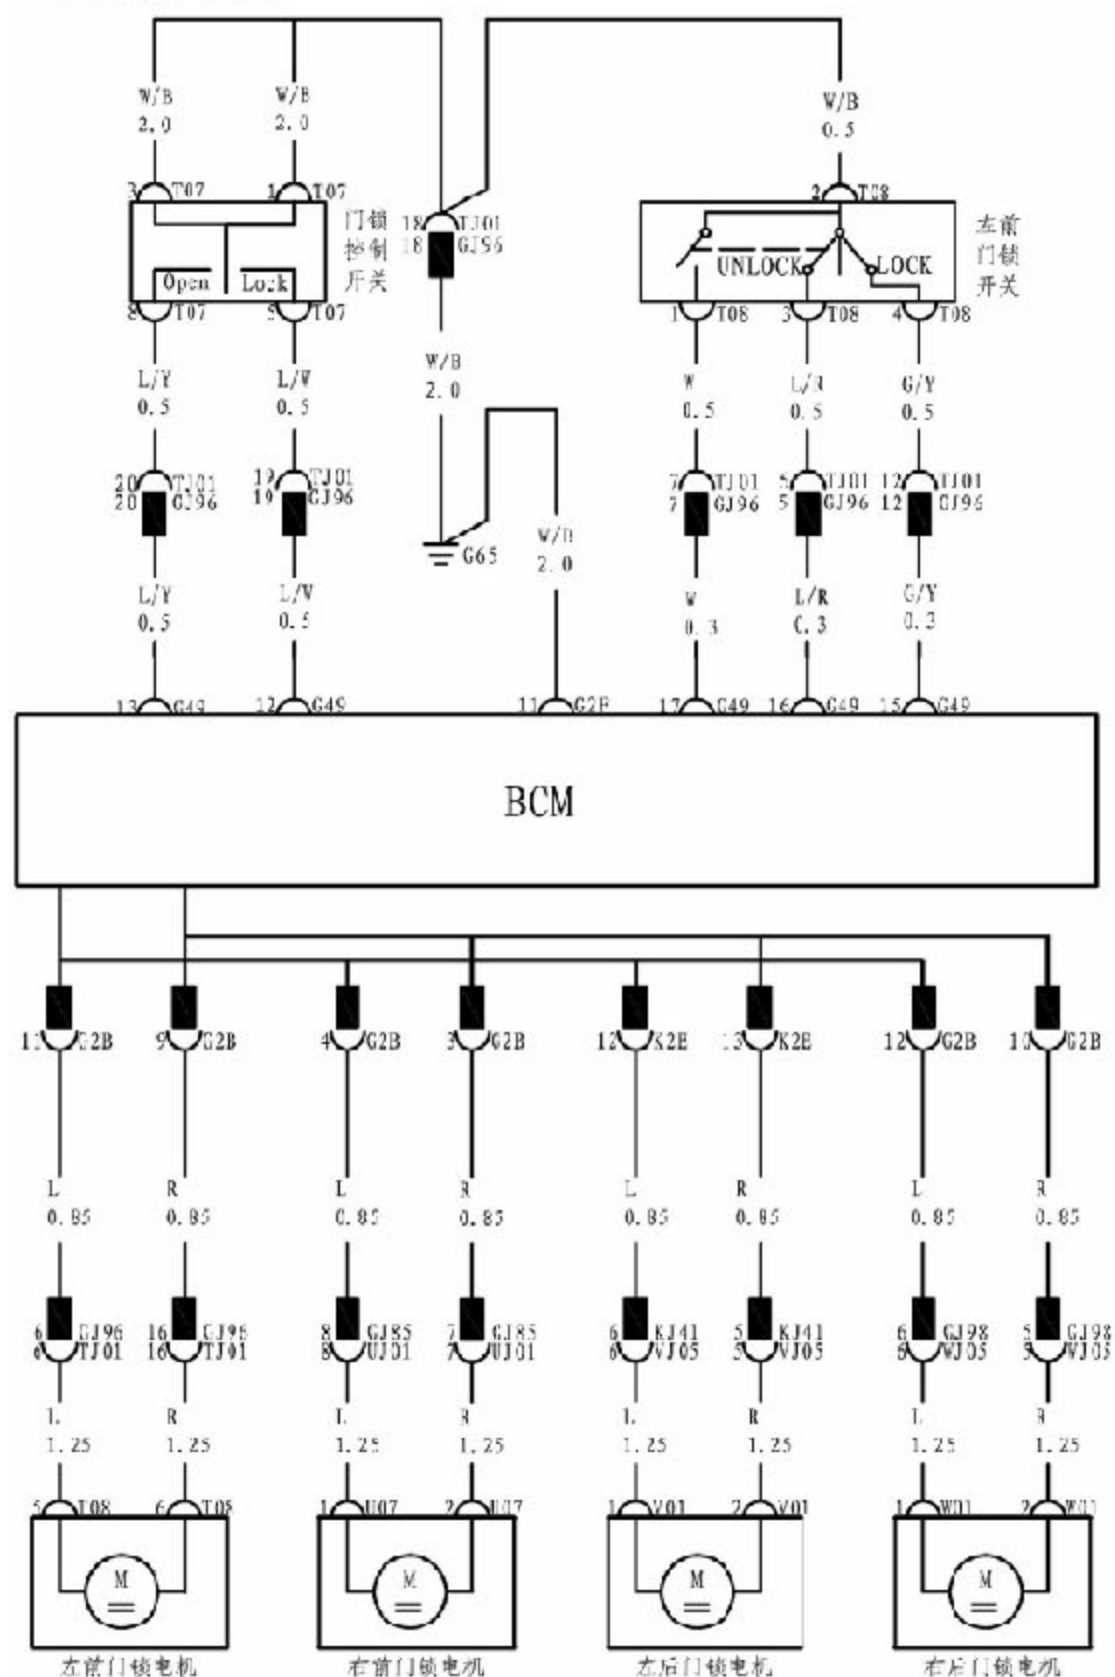 W/B W/B W/B
2.0 2.0 0.5
3 T07 1 T07 2 T08
门锁控制开关 18 TJ01
18 GJ96
左前门锁开关
Open Lock UNLOCK LOCK
8 T07 5 T07 1 T08 3 T08 4 T08
L/Y L/W W/B W L/R G/Y
0.5 0.5 2.0 0.5 0.5 0.5
20 TJ01 19 TJ01 7 TJ01 5 TJ01 12 TJ01
20 GJ96 19 GJ96 7 GJ96 5 GJ96 12 GJ96
G65 W/B
2.0
L/Y L/W W L/R G/Y
0.5 0.5 0.3 0.3 0.3
13 G49 12 G49 11 G2B 17 G49 16 G49 15 G49
BCM
11 G2B 9 G2B 4 G2B 3 G2B 12 K2B 13 K2B 12 G2B 10 G2B
L R L R L R L R
0.85 0.85 0.85 0.85 0.85 0.85 0.85 0.85
6 GJ96 16 GJ96 8 GJ85 7 GJ85 6 KJ41 5 KJ41 6 GJ98 5 GJ98
6 TJ01 16 TJ01 8 UJ01 7 UJ01 6 VJ05 5 VJ05 6 WJ05 5 WJ05
L R L R L R L R
1.25 1.25 1.25 1.25 1.25 1.25 1.25 1.25
5 T08 6 T08 1 U07 2 U07 1 V01 2 V01 1 W01 2 W01
M M M M
左前门锁电机 右前门锁电机 左后门锁电机 右后门锁电机